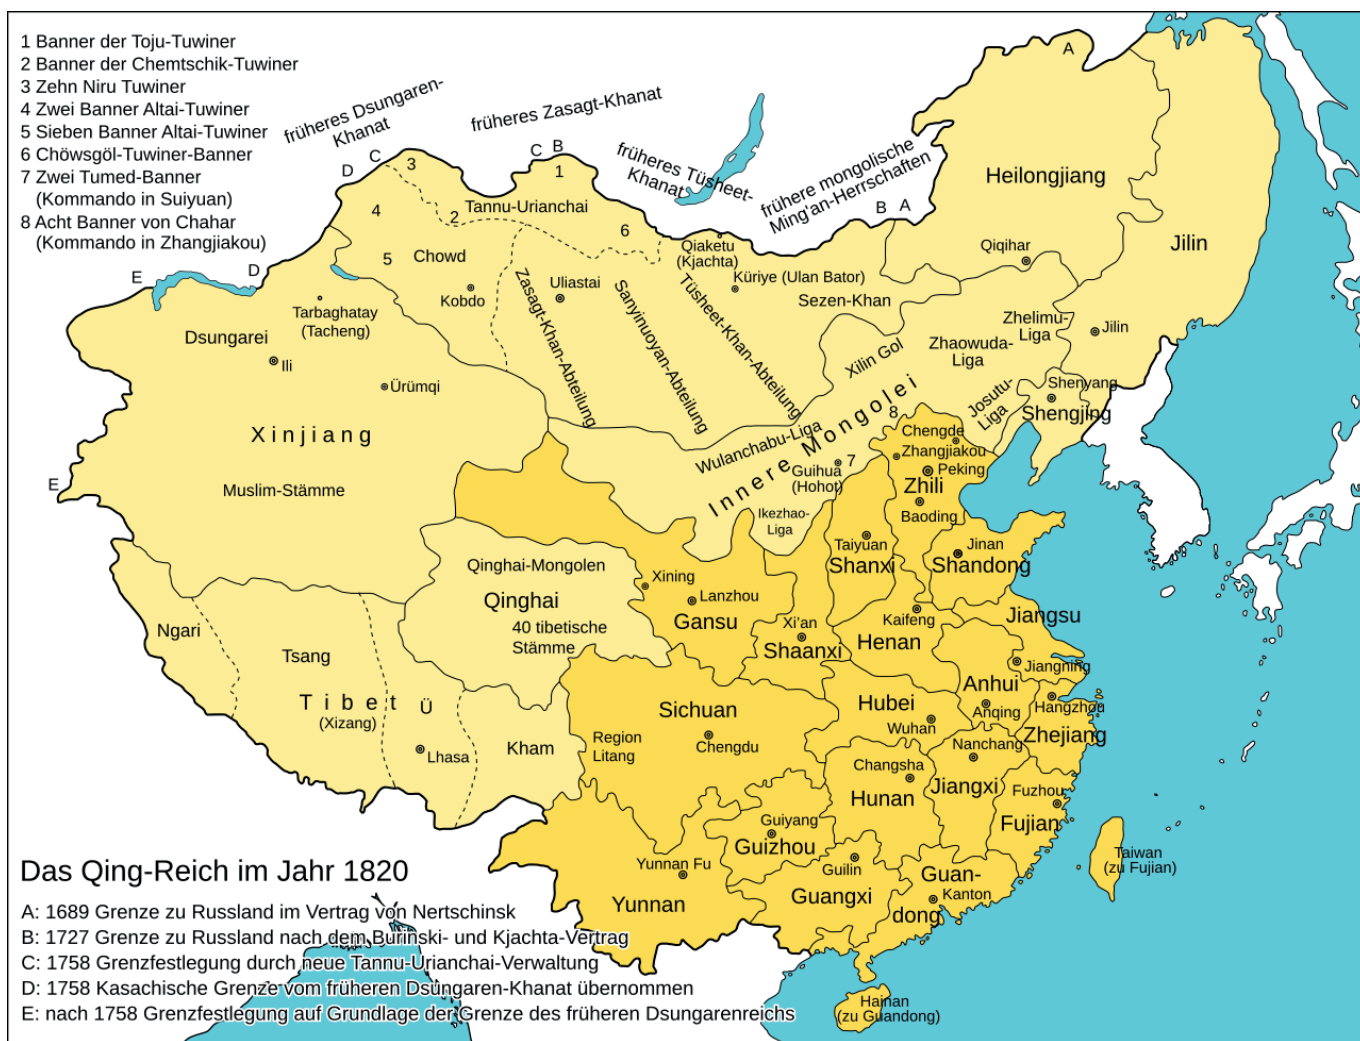 1 Banner der Toju-Tuwiner
2 Banner der Chemtschik-Tuwiner
3 Zehn Niru Tuwiner
4 Zwei Banner Altai-Tuwiner
5 Sieben Banner Altai-Tuwiner
6 Chöwsgöl-Tuwiner-Banner
7 Zwei Tumed-Banner
(Kommando in Suiyuan)
8 Acht Banner von Chahar
(Kommando in Zhangjiakou)
früheres Dsungaren-
Khanat
früheres Zasagt-Khanat
früheres Tüsheet-
Khanat
frühere mongolische
Ming'an-Herrschaften
A
B A
C B
D C
E D
E
3
1
4
2
6
5
Tannu-Urianchai
Chowd
Kobdo
Uliastai
Qiaketu
(Kjachta)
Küriye (Ulan Bator)
Sezen-Khan
Zasagt-Khan-Abteilung
Sanyinuoyan-Abteilung
Tüsheet-Khan-Abteilung
Heilongjiang
Qiqihar
Jilin
Jilin
Zhelimu-
Liga
Zhaowuda-
Liga
Xilin Gol
Josutu-
Liga
Shenyang
Shengjing
Tarbaghatay
(Tacheng)
Dsungarei
Ili
Ürümqi
Xinjiang
Muslim-Stämme
Innere Mongolei
Wulanchabu-Liga
8
7
Guihua
(Hohot)
Ikezhao-
Liga
Chengde
Zhangjiakou
Peking
Zhili
Baoding
Taiyuan
Shanxi
Jinan
Shandong
Qinghai-Mongolen
Qinghai
40 tibetische
Stämme
Xining
Lanzhou
Gansu
Xi'an
Shaanxi
Kaifeng
Henan
Jiangsu
Jiangning
Anhui
Anqing
Hangzhou
Zhejiang
Ngari
Tsang
Tibet
(Xizang)
Ü
Lhasa
Kham
Region
Litang
Sichuan
Chengdu
Hubei
Wuhan
Nanchang
Jiangxi
Changsha
Hunan
Fuzhou
Fujian
Guiyang
Guizhou
Yunnan Fu
Yunnan
Guilin
Guangxi
Guan-
dong
Kanton
Taiwan
(zu Fujian)
Hainan
(zu Guandong)
Das Qing-Reich im Jahr 1820
A: 1689 Grenze zu Russland im Vertrag von Nertschinsk
B: 1727 Grenze zu Russland nach dem Burinski- und Kjachta-Vertrag
C: 1758 Grenzfestlegung durch neue Tannu-Urianchai-Verwaltung
D: 1758 Kasachische Grenze vom früheren Dsungaren-Khanat übernommen
E: nach 1758 Grenzfestlegung auf Grundlage der Grenze des früheren Dsungarenreichs